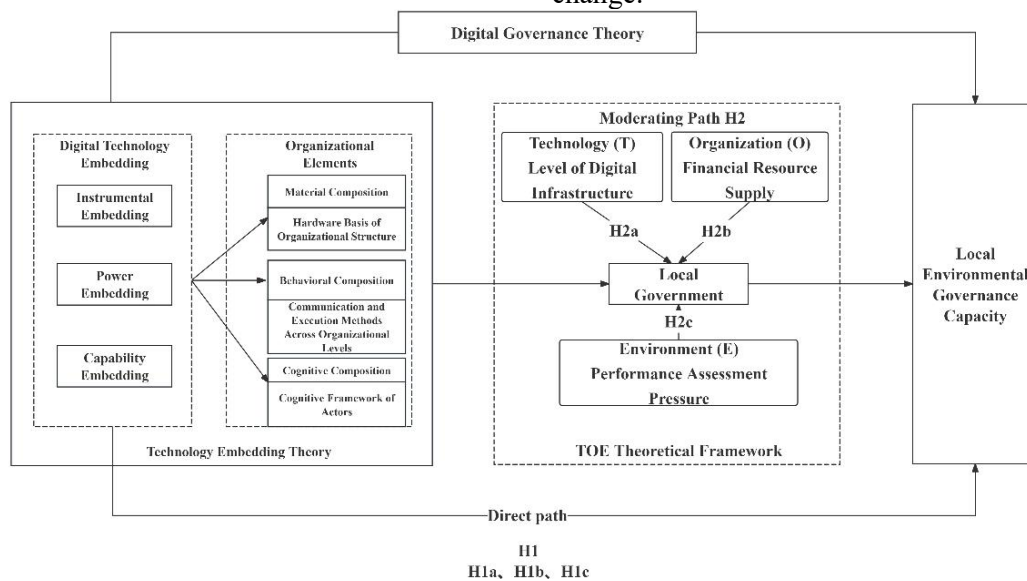 change.
Digital Governance Theory
Digital Technology
Embedding
Instrumental
Embedding
Power
Embedding
Capability
Embedding
Organizational
Elements
Material Composition
Hardware Basis of
Organizational Structure
Behavioral Composition
Communication and
Execution Methods
Across Organizational
Levels
Cognitive Composition
Cognitive Framework of
Actors
Technology Embedding Theory
Moderating Path H2
Technology (T)
Level of Digital
Infrastructure
Organization (O)
Financial Resource
Supply
H2a
H2b
Local
Government
H2c
Environment (E)
Performance Assessment
Pressure
TOE Theoretical Framework
Local
Environmental
Governance
Capacity
Direct path
H1
H1a、H1b、H1c